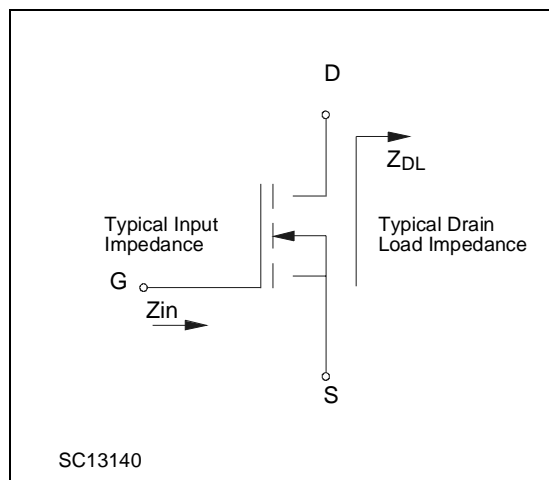 D
ZDL
Typical Input
Impedance
Typical Drain
Load Impedance
G
Zin
S
SC13140